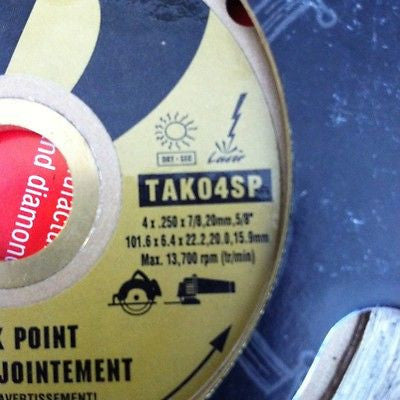 DRY - SEC
Laser
TAK04SP
4 x .250 x 7/8, 20mm, 5/8"
101.6 x 6.4 x 22.2, 20.0, 15.9mm
Max. 13,700 rpm (tr/min)
K POINT
JOINTEMENT
AVERTISSEMENT!
nd diamon